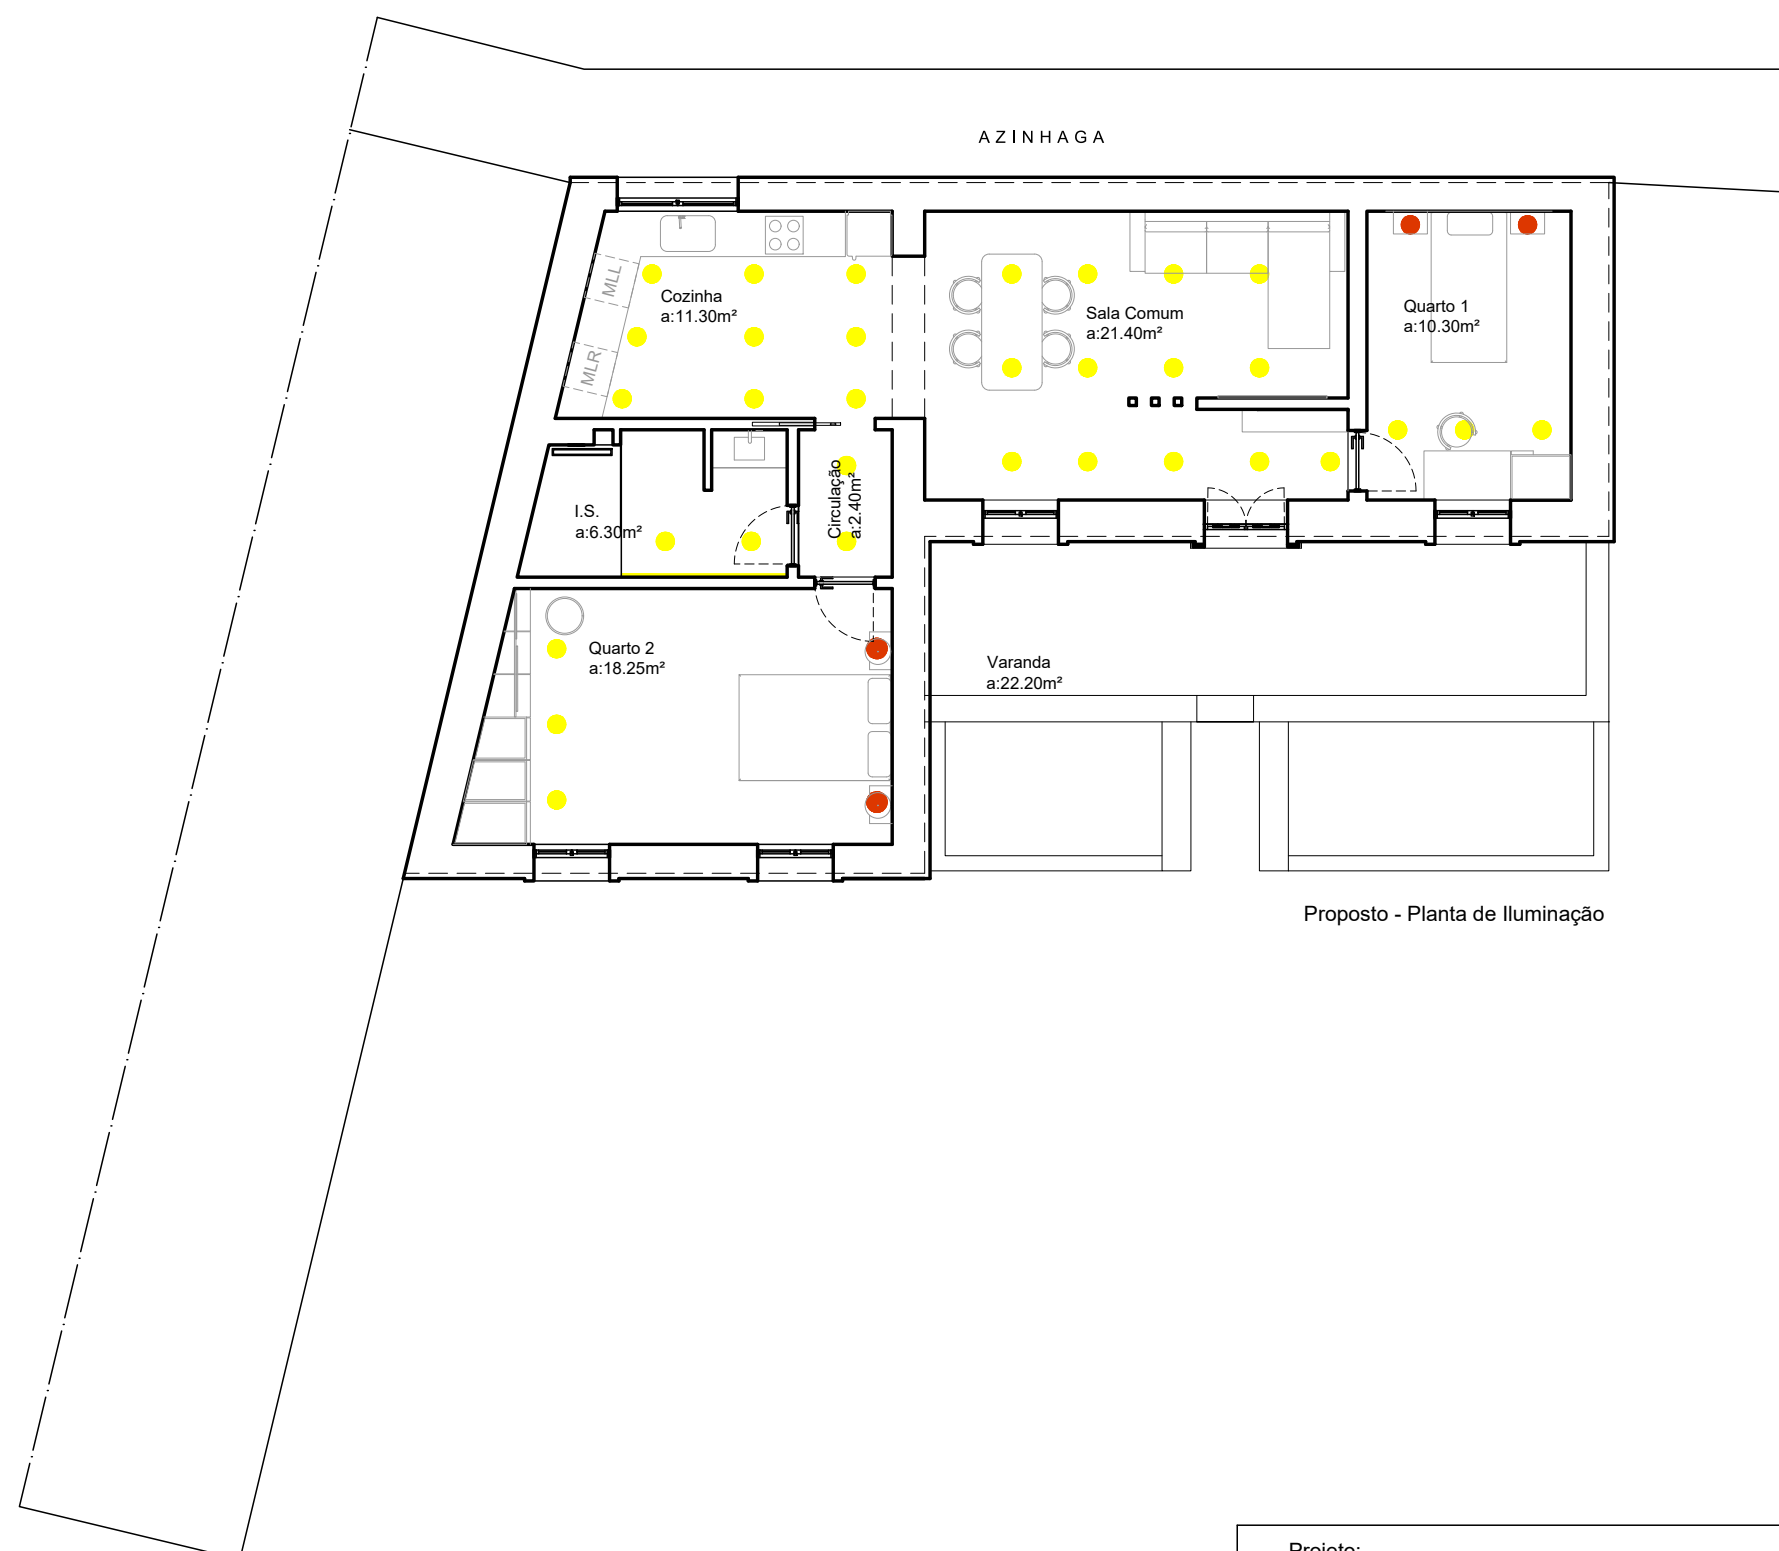 AZINHAGA
MLL
Cozinha
a:11.30m²
MLR
Sala Comum
a:21.40m²
Quarto 1
a:10.30m²
I.S.
a:6.30m²
Circulação
a:2.40m²
Quarto 2
a:18.25m²
Varanda
a:22.20m²
Proposto - Planta de Iluminação
Projeto: